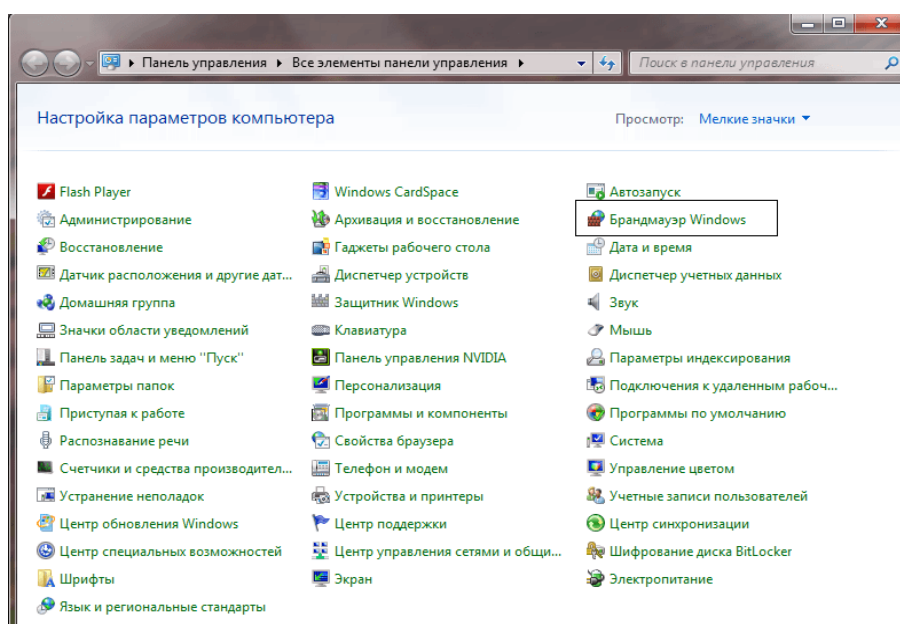 Панель управления Все элементы панели управления Поиск в панели управления
Настройка параметров компьютера Просмотр: Мелкие значки
Flash Player Windows CardSpace Автозапуск
Администрирование Архивация и восстановление Брандмауэр Windows
Восстановление Гаджеты рабочего стола Дата и время
Датчик расположения и другие дат... Диспетчер устройств Диспетчер учетных данных
Домашняя группа Защитник Windows Звук
Значки области уведомлений Клавиатура Мышь
Панель задач и меню "Пуск" Панель управления NVIDIA Параметры индексирования
Параметры папок Персонализация Подключения к удаленным рабоч...
Приступая к работе Программы и компоненты Программы по умолчанию
Распознавание речи Свойства браузера Система
Счетчики и средства производител... Телефон и модем Управление цветом
Устранение неполадок Устройства и принтеры Учетные записи пользователей
Центр обновления Windows Центр поддержки Центр синхронизации
Центр специальных возможностей Центр управления сетями и общи... Шифрование диска BitLocker
Шрифты Экран Электропитание
Язык и региональные стандарты